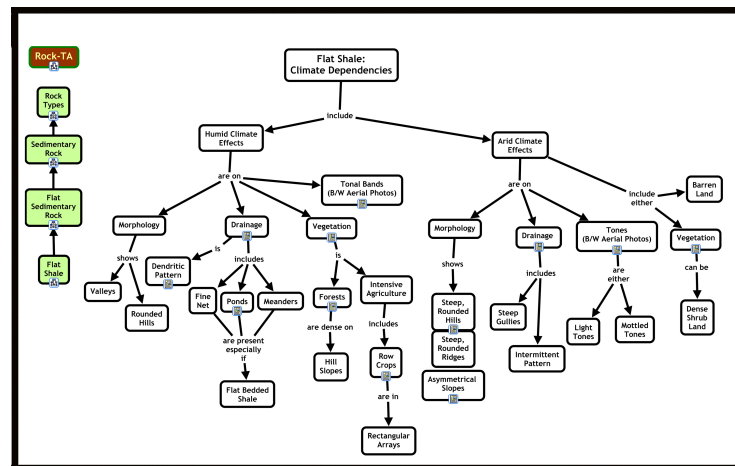 Flat Shale:
Climate Dependencies
Rock-TA
Rock
Types
Sedimentary
Rock
Flat
Sedimentary
Rock
Flat
Shale
include
Humid Climate
Effects
Arid Climate
Effects
are on
Tonal Bands
(B/W Aerial Photos)
Morphology
Drainage
Vegetation
shows
Valleys
Rounded
Hills
is
Dendritic
Pattern
includes
Fine
Net
Ponds
Meanders
are present
especially
if
Flat Bedded
Shale
is
Forests
Intensive
Agriculture
are dense on
Hill
Slopes
includes
Row
Crops
are in
Rectangular
Arrays
are on
include
either
Barren
Land
Morphology
Drainage
Tones
(B/W Aerial Photos)
Vegetation
shows
Steep,
Rounded
Hills
Steep,
Rounded
Ridges
Asymmetrical
Slopes
includes
Steep
Gullies
Intermittent
Pattern
are
either
Light
Tones
Mottled
Tones
can be
Dense
Shrub
Land